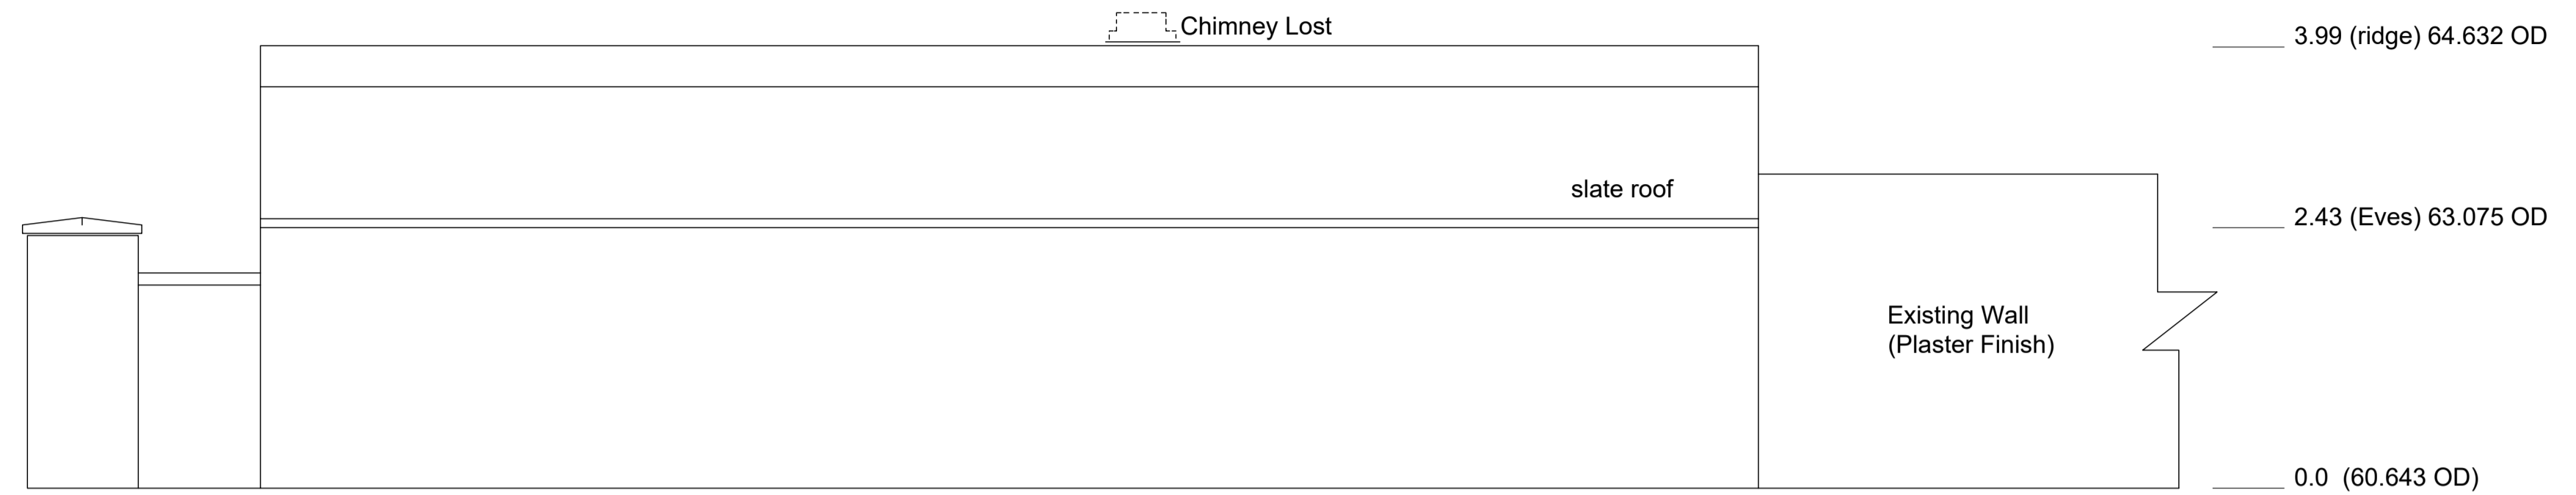 Chimney Lost
3.99 (ridge) 64.632 OD
slate roof
2.43 (Eves) 63.075 OD
Existing Wall
(Plaster Finish)
0.0 (60.643 OD)